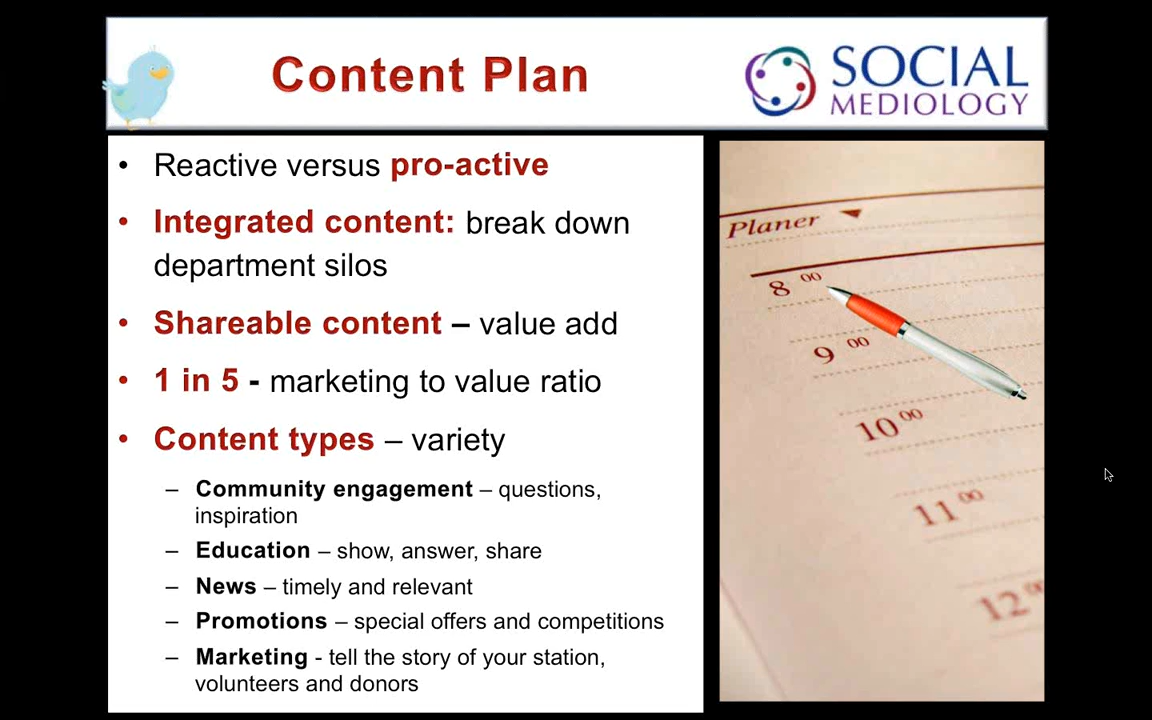 Content Plan
SOCIAL
MEDIOLOGY
• Reactive versus pro-active
• Integrated content: break down
department silos
• Shareable content – value add
• 1 in 5 - marketing to value ratio
• Content types – variety
– Community engagement – questions,
inspiration
– Education – show, answer, share
– News – timely and relevant
– Promotions – special offers and competitions
– Marketing - tell the story of your station,
volunteers and donors
Planer
8 00
9 00
10 00
11 00
12 00